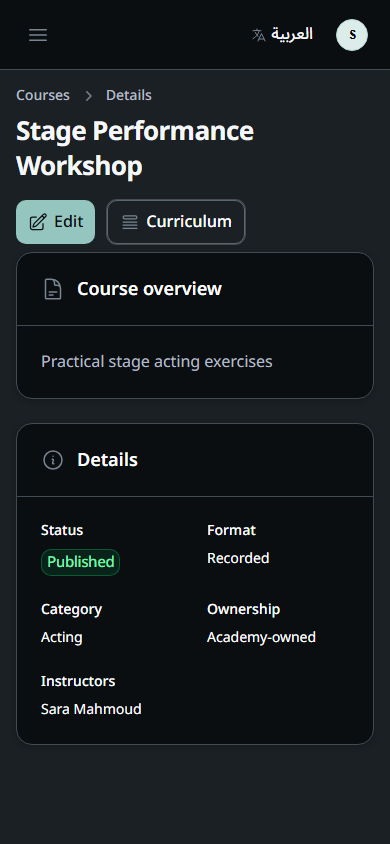 العربية
S
Courses > Details
Stage Performance
Workshop
Edit
Curriculum
Course overview
Practical stage acting exercises
Details
Status
Format
Published
Recorded
Category
Ownership
Acting
Academy-owned
Instructors
Sara Mahmoud